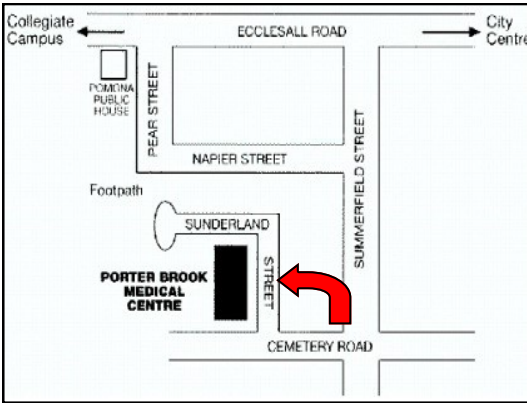 Collegiate
Campus
ECCLESALL ROAD
City
Centre
POMONA
PUBLIC
HOUSE
PEAR STREET
NAPIER STREET
SUMMERFIELD STREET
Footpath
SUNDERLAND
STREET
PORTER BROOK
MEDICAL
CENTRE
CEMETERY ROAD